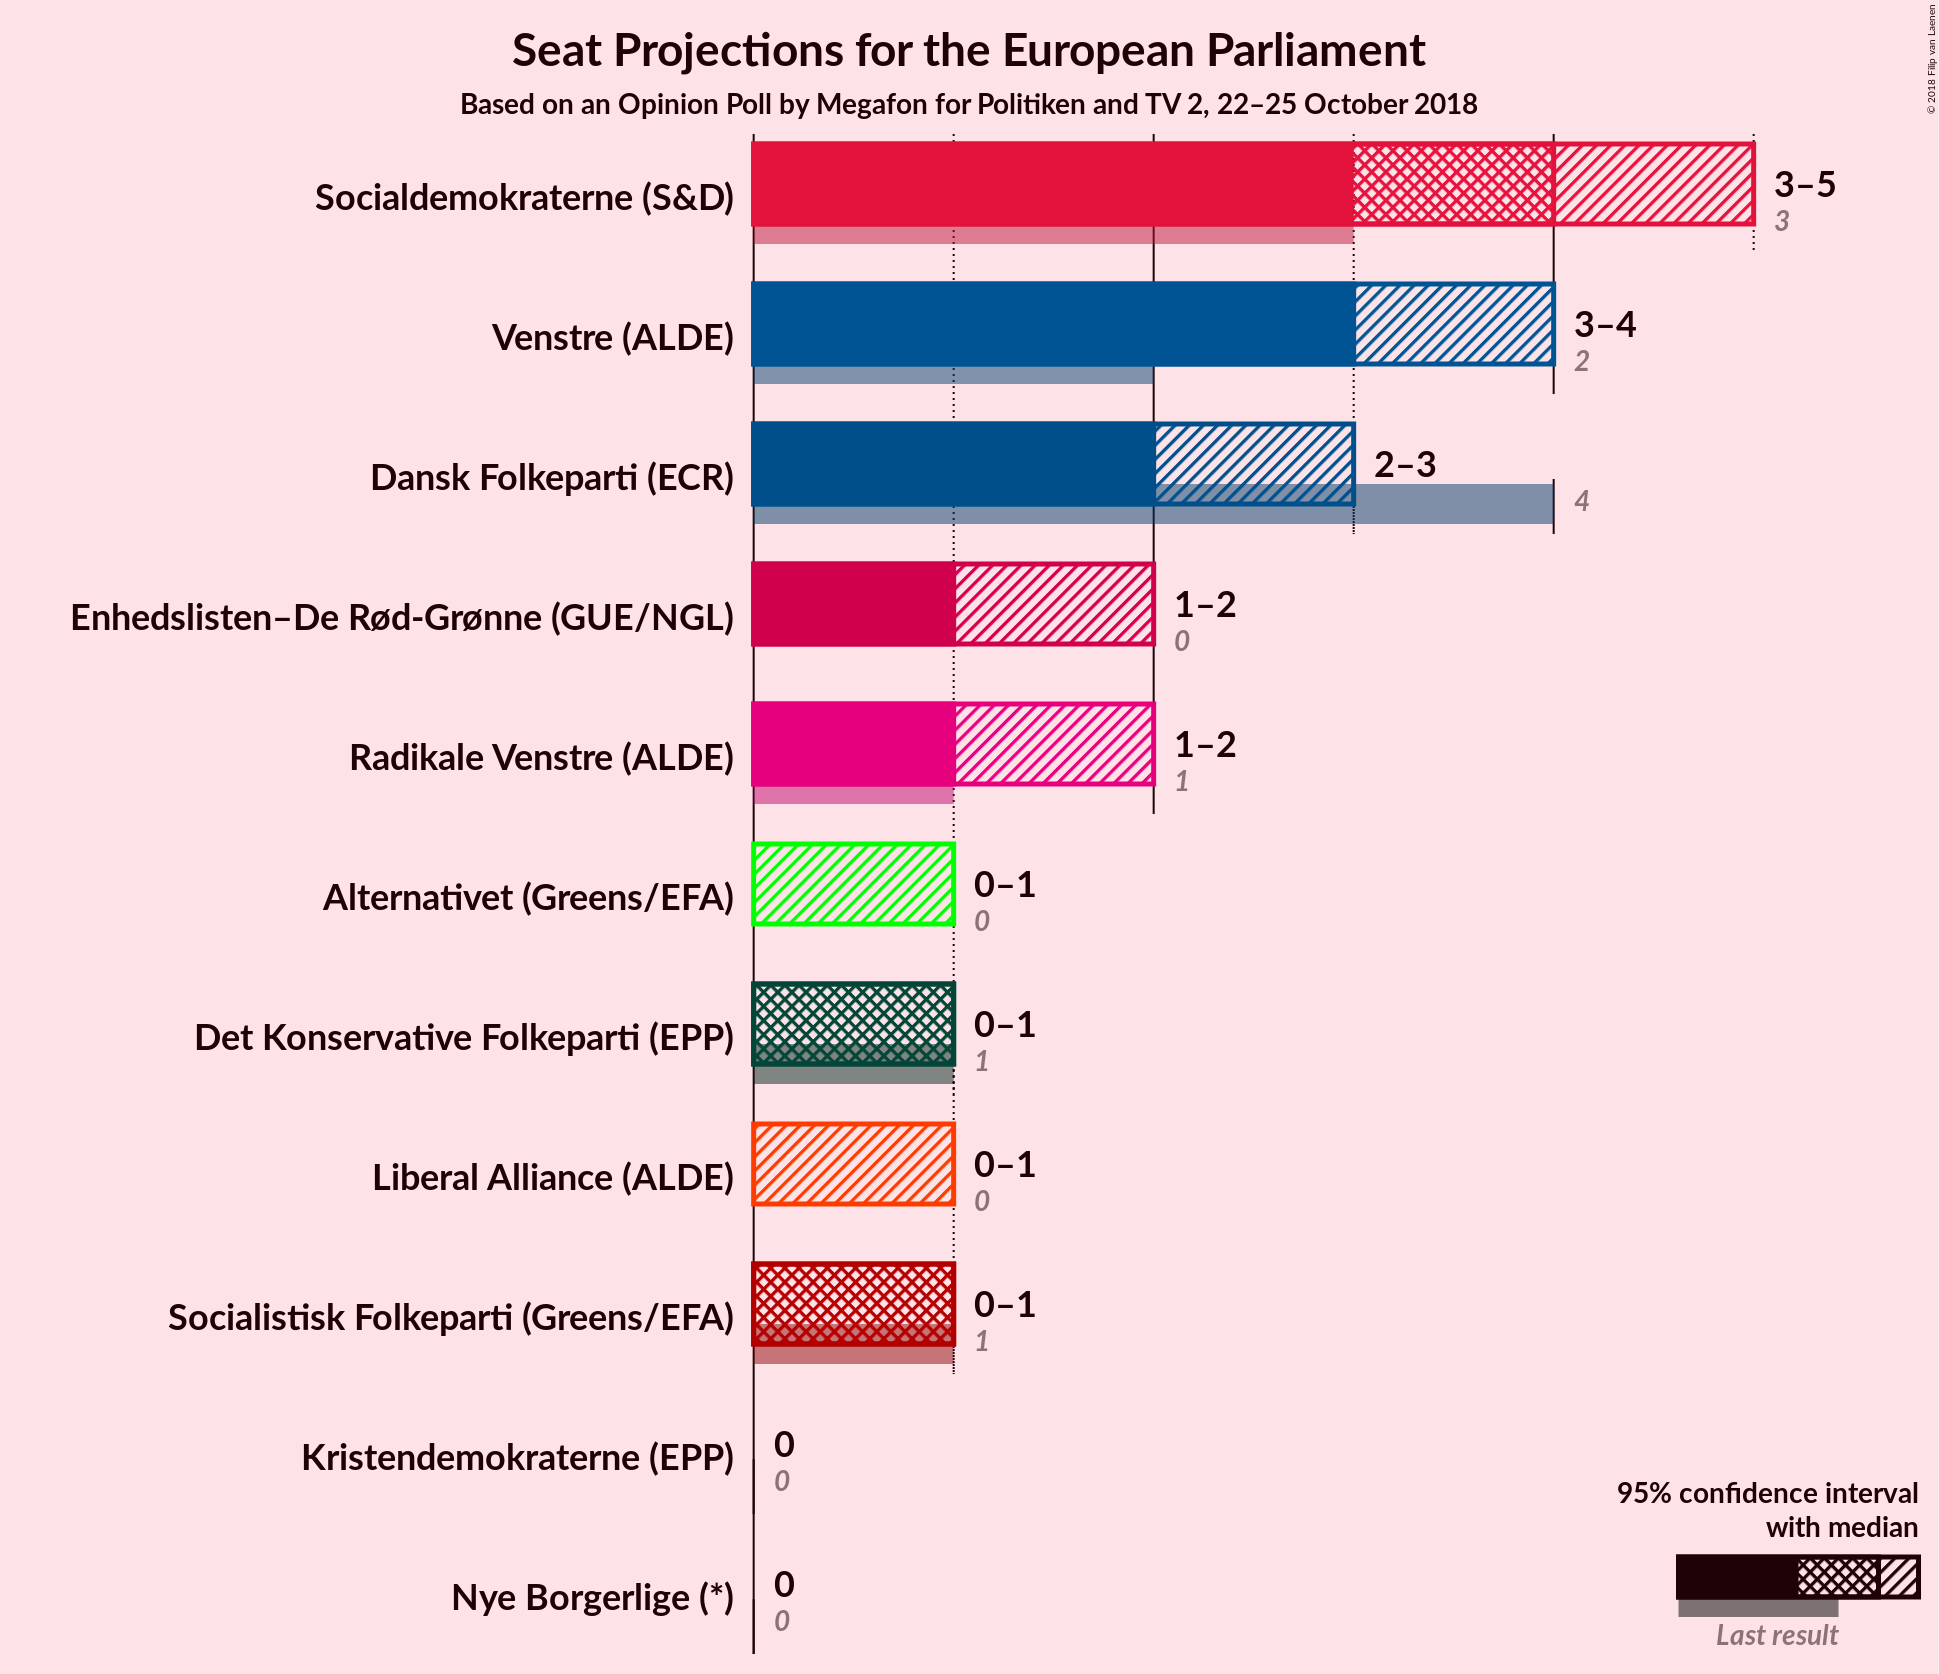 Seat Projections for the European Parliament
Based on an Opinion Poll by Megafon for Politiken and TV 2, 22–25 October 2018
© 2018 Filip van Laenen
Socialdemokraterne (S&D)
3–5
3
Venstre (ALDE)
3–4
2
Dansk Folkeparti (ECR)
2–3
4
Enhedslisten–De Rød-Grønne (GUE/NGL)
1–2
0
Radikale Venstre (ALDE)
1–2
1
Alternativet (Greens/EFA)
0–1
0
Det Konservative Folkeparti (EPP)
0–1
1
Liberal Alliance (ALDE)
0–1
0
Socialistisk Folkeparti (Greens/EFA)
0–1
1
Kristendemokraterne (EPP)
0
0
Nye Borgerlige (*)
0
0
95% confidence interval
with median
Last result